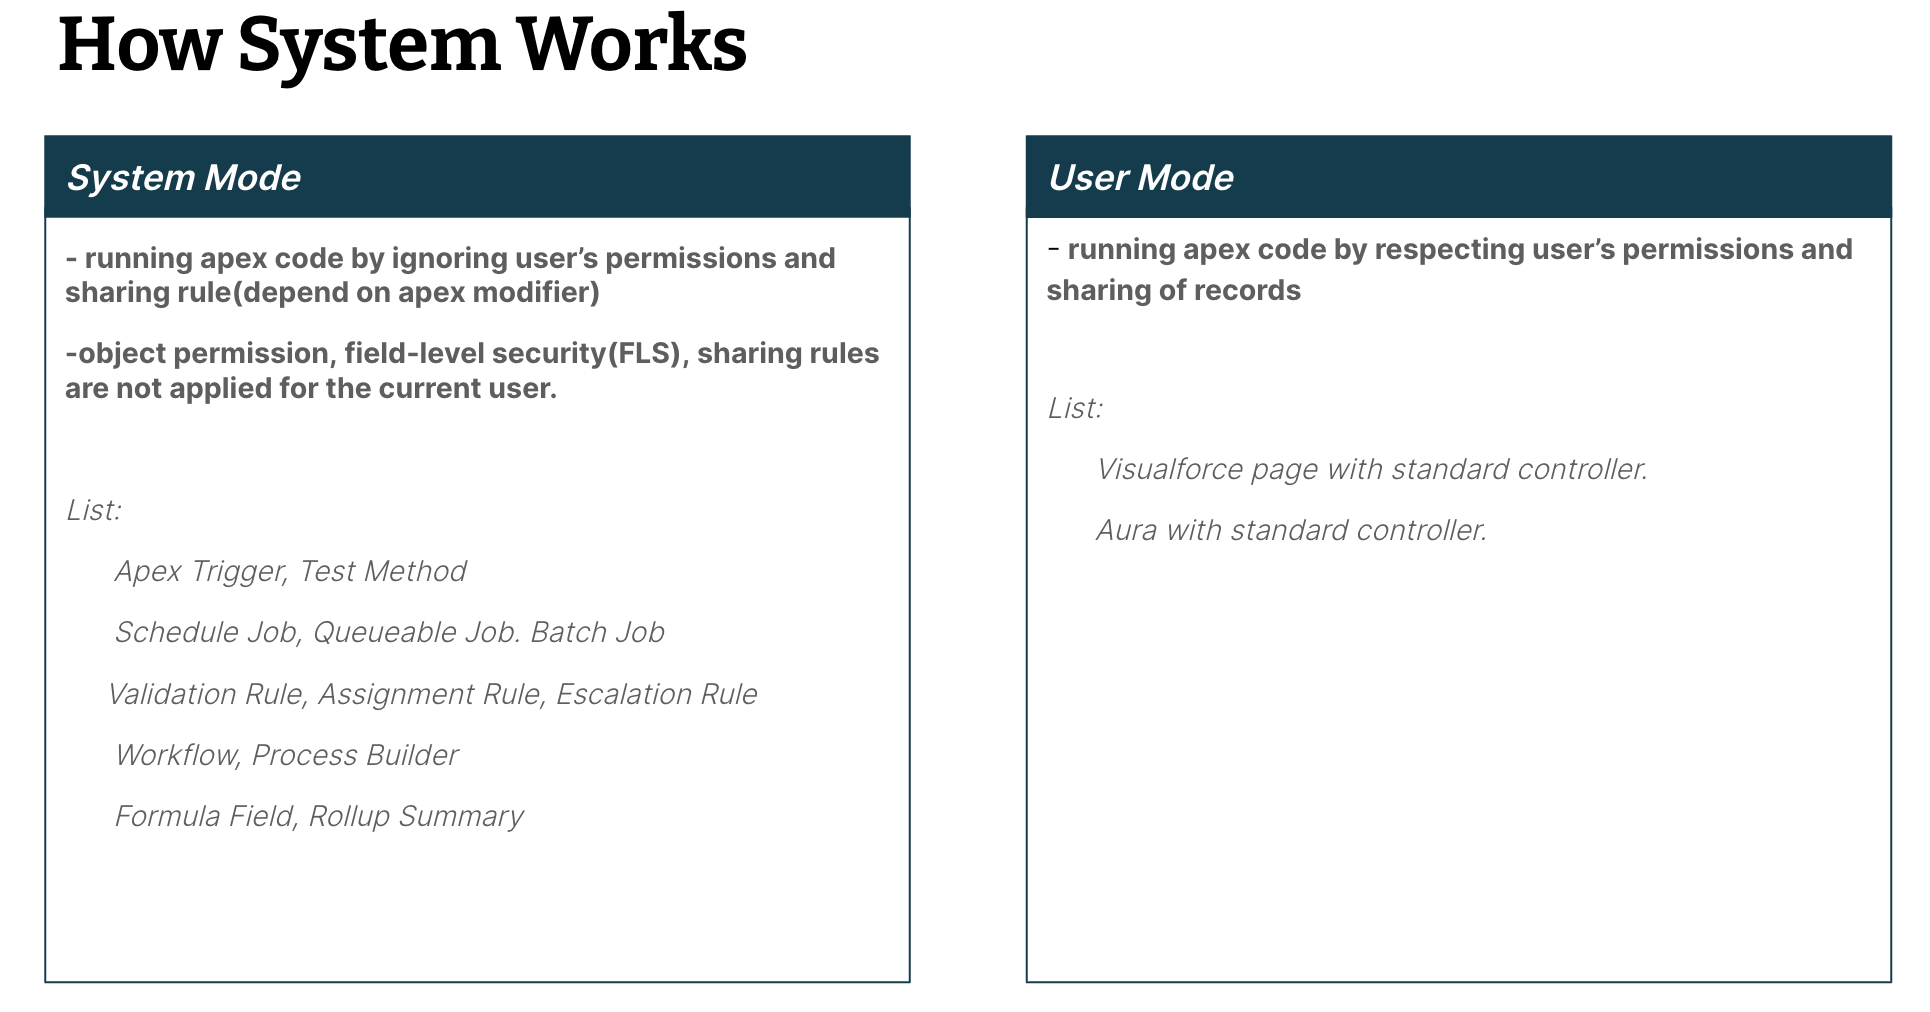 How System Works
System Mode
- running apex code by ignoring user’s permissions and
sharing rule(depend on apex modifier)
-object permission, field-level security(FLS), sharing rules
are not applied for the current user.
List:
Apex Trigger, Test Method
Schedule Job, Queueable Job. Batch Job
Validation Rule, Assignment Rule, Escalation Rule
Workflow, Process Builder
Formula Field, Rollup Summary
User Mode
- running apex code by respecting user’s permissions and
sharing of records
List:
Visualforce page with standard controller.
Aura with standard controller.